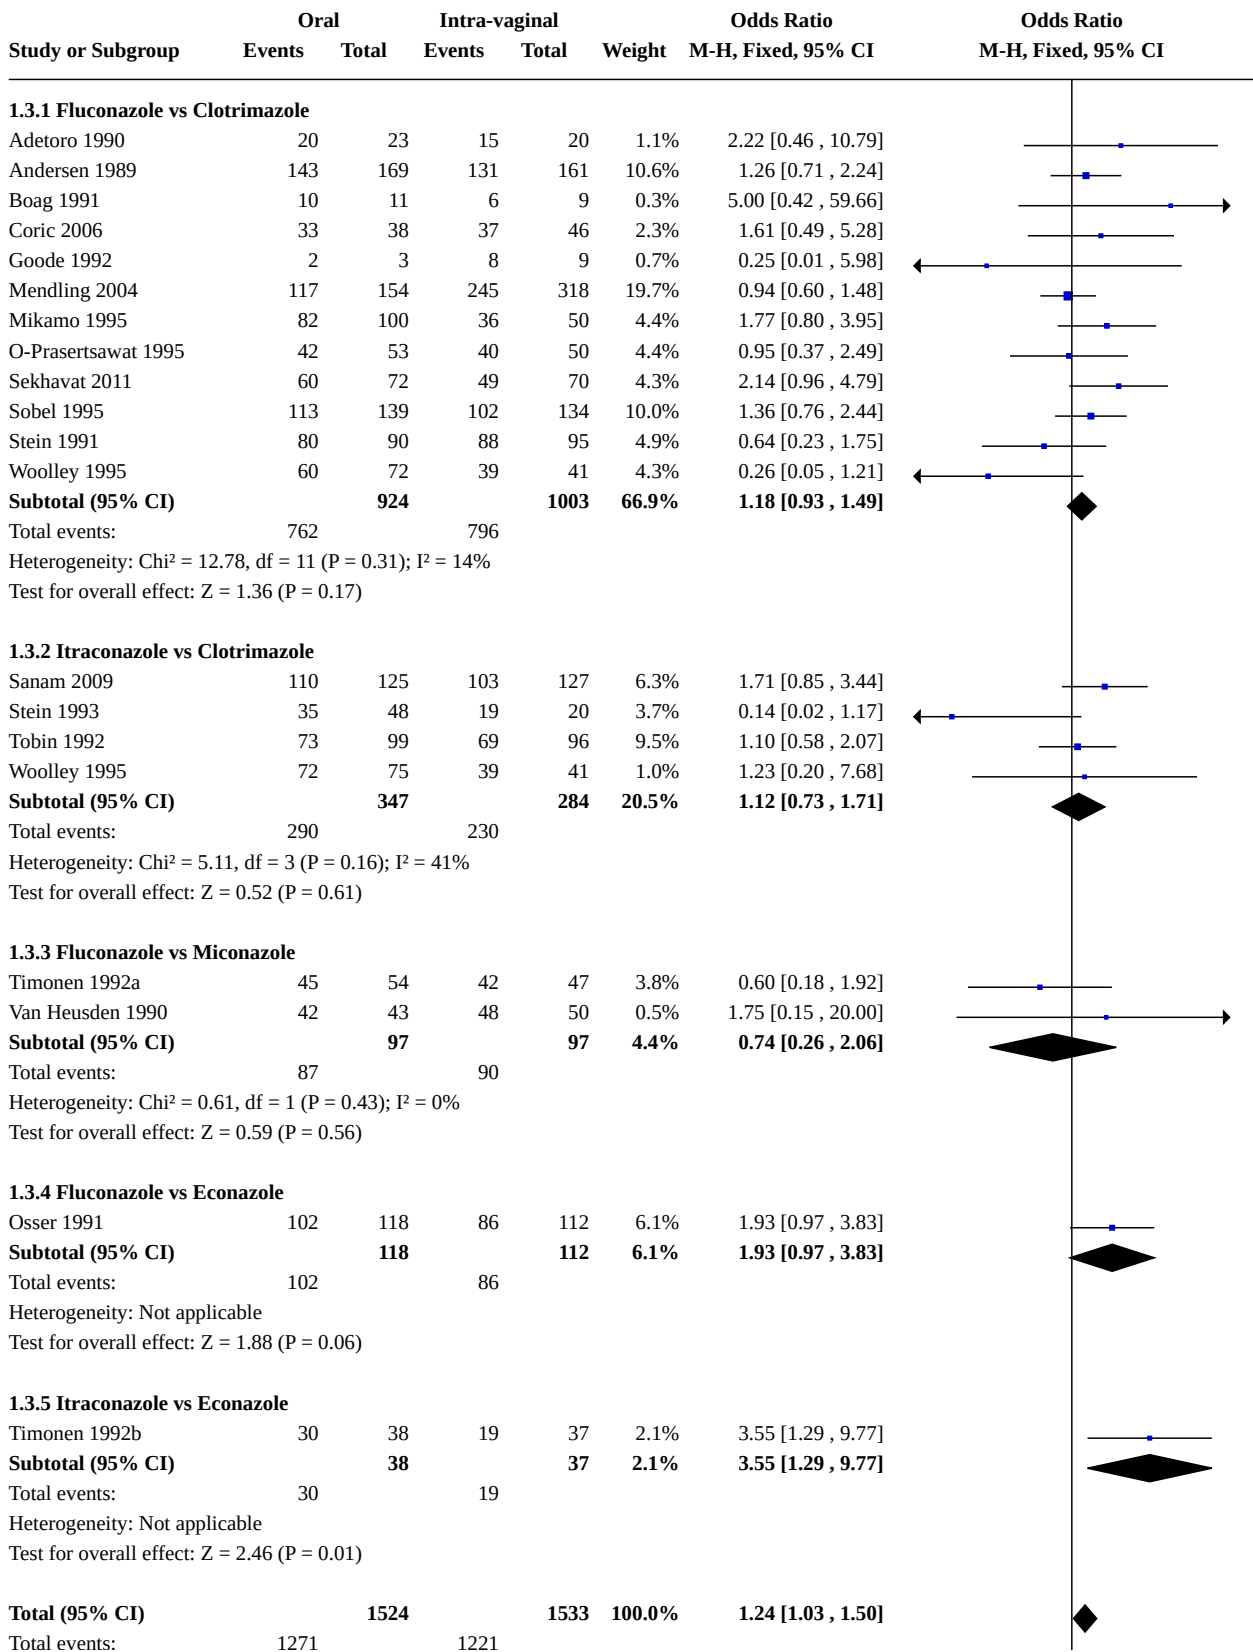 Oral Intra-vaginal Odds Ratio Odds Ratio
Study or Subgroup Events Total Events Total Weight M-H, Fixed, 95% CI M-H, Fixed, 95% CI
1.3.1 Fluconazole vs Clotrimazole
Adetoro 1990 20 23 15 20 1.1% 2.22 [0.46 , 10.79]
Andersen 1989 143 169 131 161 10.6% 1.26 [0.71 , 2.24]
Boag 1991 10 11 6 9 0.3% 5.00 [0.42 , 59.66]
Coric 2006 33 38 37 46 2.3% 1.61 [0.49 , 5.28]
Goode 1992 2 3 8 9 0.7% 0.25 [0.01 , 5.98]
Mendling 2004 117 154 245 318 19.7% 0.94 [0.60 , 1.48]
Mikamo 1995 82 100 36 50 4.4% 1.77 [0.80 , 3.95]
O-Prasertsawat 1995 42 53 40 50 4.4% 0.95 [0.37 , 2.49]
Sekhavat 2011 60 72 49 70 4.3% 2.14 [0.96 , 4.79]
Sobel 1995 113 139 102 134 10.0% 1.36 [0.76 , 2.44]
Stein 1991 80 90 88 95 4.9% 0.64 [0.23 , 1.75]
Woolley 1995 60 72 39 41 4.3% 0.26 [0.05 , 1.21]
Subtotal (95% CI) 924 1003 66.9% 1.18 [0.93 , 1.49]
Total events: 762 796
Heterogeneity: Chi² = 12.78, df = 11 (P = 0.31); I² = 14%
Test for overall effect: Z = 1.36 (P = 0.17)
1.3.2 Itraconazole vs Clotrimazole
Sanam 2009 110 125 103 127 6.3% 1.71 [0.85 , 3.44]
Stein 1993 35 48 19 20 3.7% 0.14 [0.02 , 1.17]
Tobin 1992 73 99 69 96 9.5% 1.10 [0.58 , 2.07]
Woolley 1995 72 75 39 41 1.0% 1.23 [0.20 , 7.68]
Subtotal (95% CI) 347 284 20.5% 1.12 [0.73 , 1.71]
Total events: 290 230
Heterogeneity: Chi² = 5.11, df = 3 (P = 0.16); I² = 41%
Test for overall effect: Z = 0.52 (P = 0.61)
1.3.3 Fluconazole vs Miconazole
Timonen 1992a 45 54 42 47 3.8% 0.60 [0.18 , 1.92]
Van Heusden 1990 42 43 48 50 0.5% 1.75 [0.15 , 20.00]
Subtotal (95% CI) 97 97 4.4% 0.74 [0.26 , 2.06]
Total events: 87 90
Heterogeneity: Chi² = 0.61, df = 1 (P = 0.43); I² = 0%
Test for overall effect: Z = 0.59 (P = 0.56)
1.3.4 Fluconazole vs Econazole
Osser 1991 102 118 86 112 6.1% 1.93 [0.97 , 3.83]
Subtotal (95% CI) 118 112 6.1% 1.93 [0.97 , 3.83]
Total events: 102 86
Heterogeneity: Not applicable
Test for overall effect: Z = 1.88 (P = 0.06)
1.3.5 Itraconazole vs Econazole
Timonen 1992b 30 38 19 37 2.1% 3.55 [1.29 , 9.77]
Subtotal (95% CI) 38 37 2.1% 3.55 [1.29 , 9.77]
Total events: 30 19
Heterogeneity: Not applicable
Test for overall effect: Z = 2.46 (P = 0.01)
Total (95% CI) 1524 1533 100.0% 1.24 [1.03 , 1.50]
Total events: 1271 1221